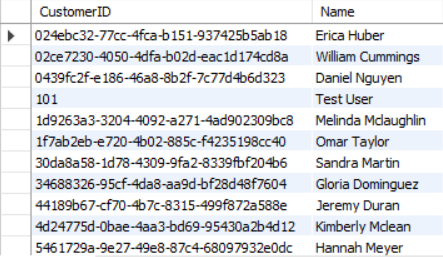 CustomerID Name
024ebc32-77cc-4fca-b151-937425b5ab18 Erica Huber
02ce7230-4050-4dfa-b02d-eac1d174cd8a William Cummings
0439fc2f-e186-46a8-8b2f-7c77d4b6d323 Daniel Nguyen
101 Test User
1d9263a3-3204-4092-a271-4ad902309bc8 Melinda Mclaughlin
1f7ab2eb-e720-4b02-885c-f4235198cc40 Omar Taylor
30da8a58-1d78-4309-9fa2-8339fbf204b6 Sandra Martin
34688326-95cf-4da8-aa9d-bf28d48f7604 Gloria Dominguez
44189b67-cf70-4b7c-8315-499f872a588e Jeremy Duran
4d24775d-0bae-4aa3-bd69-95430a2b4d12 Kimberly Mclean
5461729a-9e27-49e8-87c4-68097932e0dc Hannah Meyer